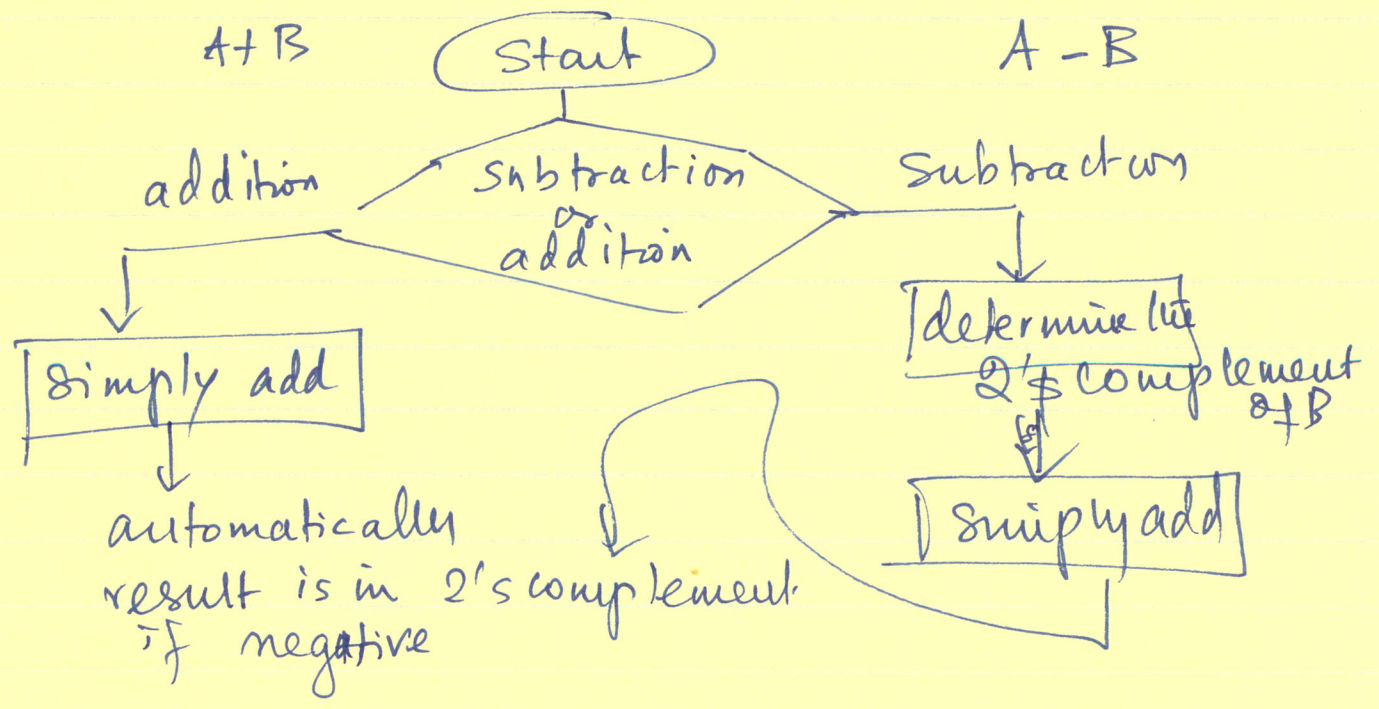 A+B
Start
A - B
addition
subtraction
or
addition
Subtraction
determine the
2's complement
of B
Simply add
Simply add
automatically
result is in 2's complement
if negative